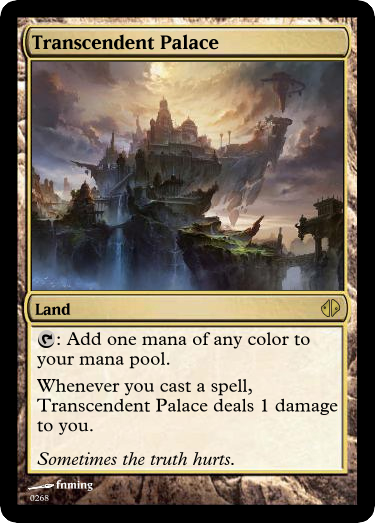 Transcendent Palace
Land
: Add one mana of any color to
your mana pool.
Whenever you cast a spell,
Transcendent Palace deals 1 damage
to you.
Sometimes the truth hurts.
fnming
0268